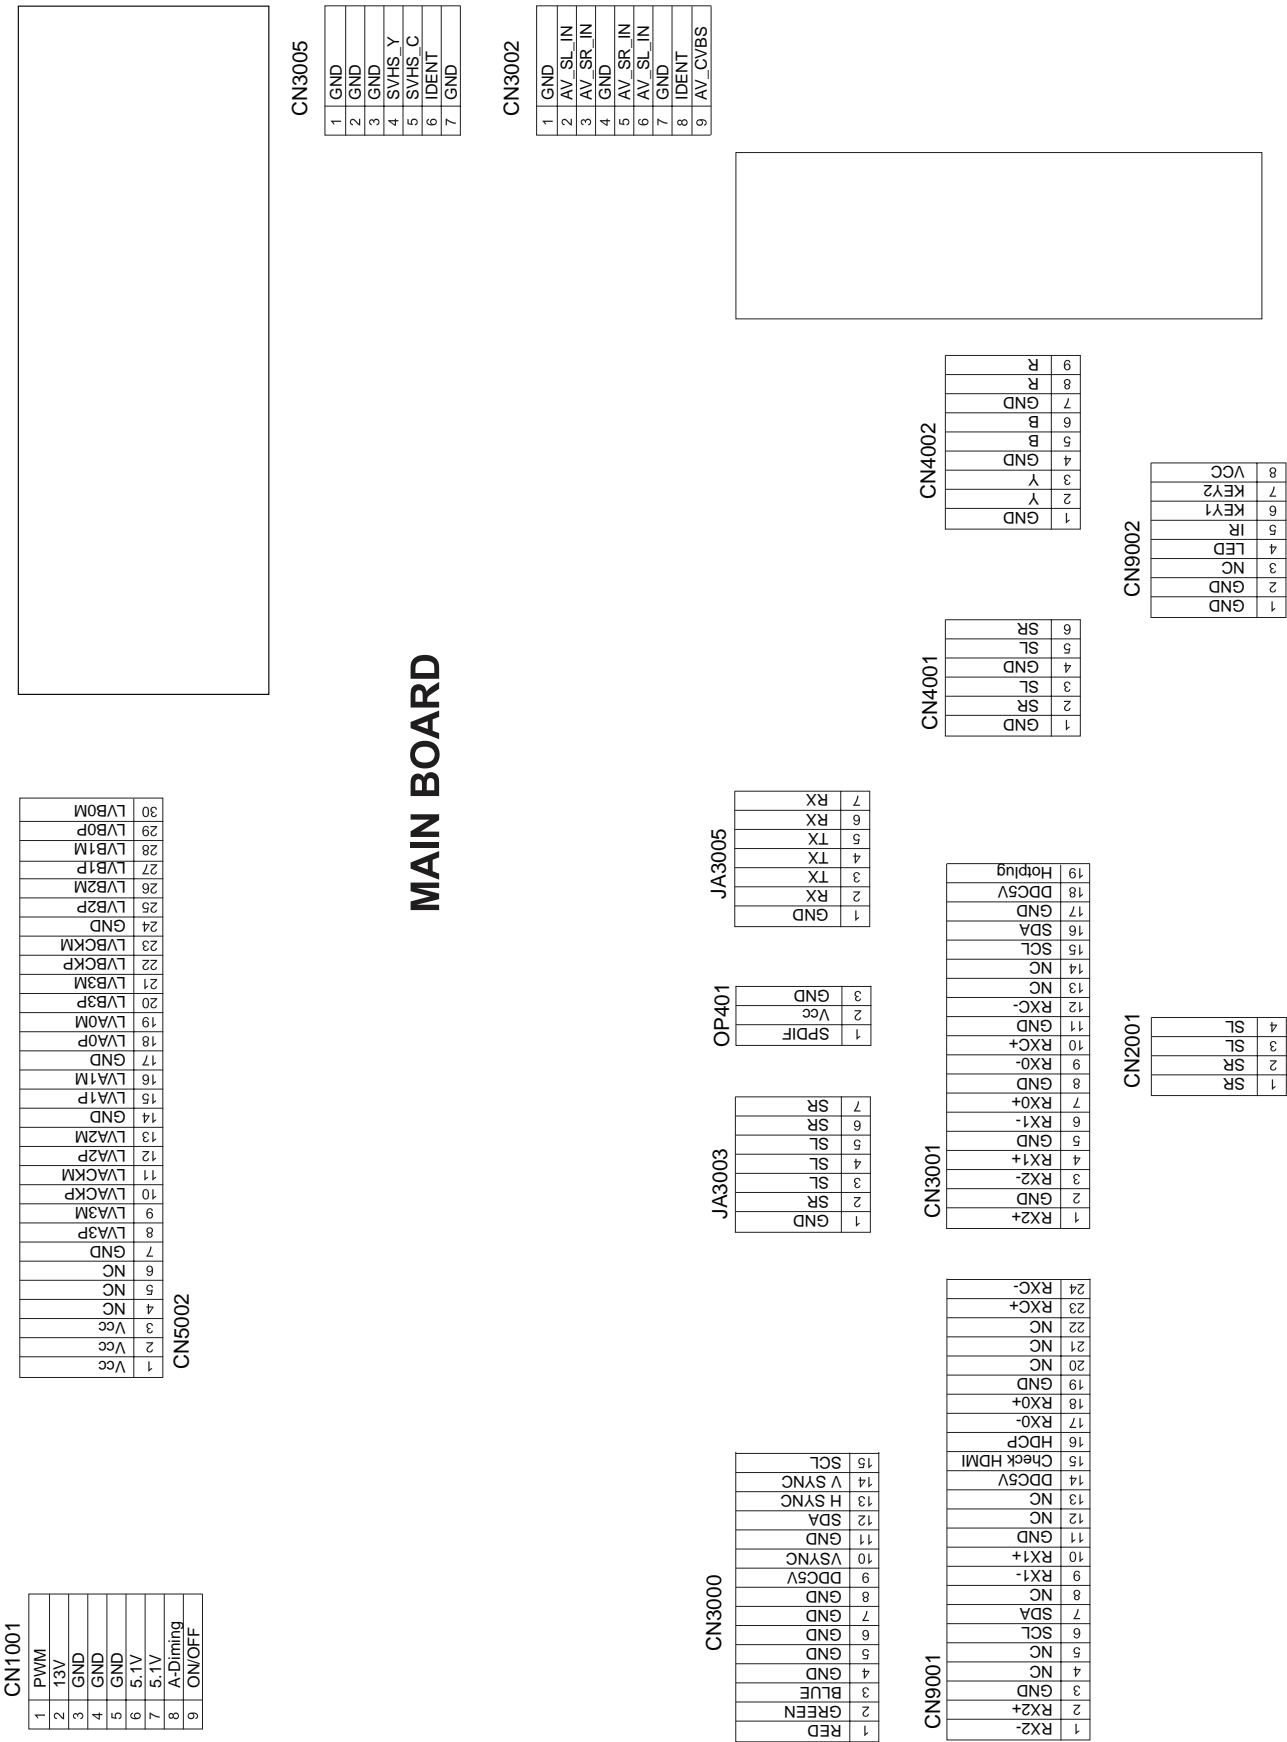 CN3005
1 GND
2 GND
3 GND
4 SVHS_Y
5 SVHS_C
6 IDENT
7 GND
CN3002
1 GND
2 AV_SL_IN
3 AV_SR_IN
4 GND
5 AV_SR_IN
6 AV_SL_IN
7 GND
8 IDENT
9 AV_CVBS
MAIN BOARD
CN4002
9 R
8 R
7 GND
6 B
5 B
4 GND
3 Y
2 Y
1 GND
CN9002
8 VCC
7 KEY2
6 KEY1
5 IR
4 LED
3 NC
2 GND
1 GND
CN4001
6 SR
5 SL
4 GND
3 SL
2 SR
1 GND
30 LVB0M
29 LVB0P
28 LVB1M
27 LVB1P
26 LVB2M
25 LVB2P
24 GND
23 LVBCKM
22 LVBCKP
21 LVB3M
20 LVB3P
19 LVA0M
18 LVA0P
17 GND
16 LVA1M
15 LVA1P
14 GND
13 LVA2M
12 LVA2P
11 LVACKM
10 LVACKP
9 LVA3M
8 LVA3P
7 GND
6 NC
5 NC
4 NC
3 Vcc
2 Vcc
1 Vcc
CN5002
JA3005
7 RX
6 RX
5 TX
4 TX
3 TX
2 RX
1 GND
OP401
3 GND
2 Vcc
1 SPDIF
JA3003
7 SR
6 SR
5 SL
4 SL
3 SL
2 SR
1 GND
CN3001
19 Hotplug
18 DDC5V
17 GND
16 SDA
15 SCL
14 NC
13 NC
12 RXC-
11 GND
10 RXC+
9 RX0-
8 GND
7 RX0+
6 RX1-
5 GND
4 RX1+
3 RX2-
2 GND
1 RX2+
CN2001
4 SL
3 SL
2 SR
1 SR
CN1001
1 PWM
2 13V
3 GND
4 GND
5 GND
6 5.1V
7 5.1V
8 A-Diming
9 ON/OFF
CN3000
15 SCL
14 V SYNC
13 H SYNC
12 SDA
11 GND
10 VSYNC
9 DDC5V
8 GND
7 GND
6 GND
5 GND
4 GND
3 BLUE
2 GREEN
1 RED
CN9001
24 RXC-
23 RXC+
22 NC
21 NC
20 NC
19 GND
18 RX0+
17 RX0-
16 HDCP
15 Check HDMI
14 DDC5V
13 NC
12 NC
11 GND
10 RX1+
9 RX1-
8 NC
7 SDA
6 SCL
5 NC
4 NC
3 GND
2 RX2+
1 RX2-